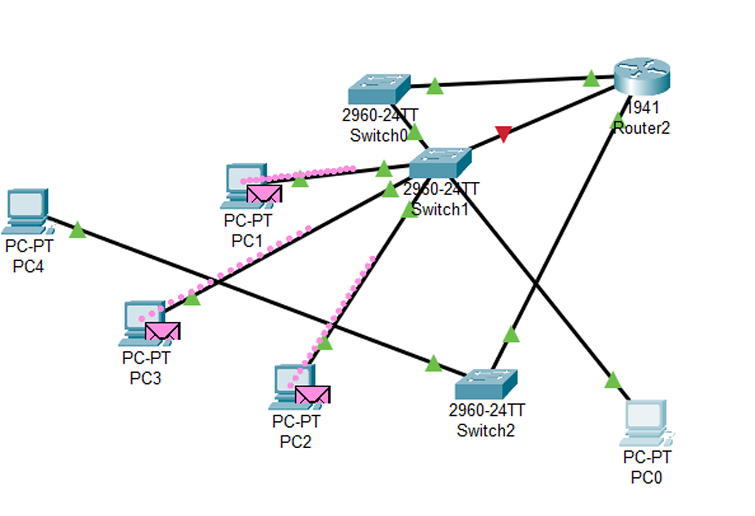 2960-24TT
Switch0
1941
Router2
2960-24TT
Switch1
PC-PT
PC1
PC-PT
PC4
PC-PT
PC3
PC-PT
PC2
2960-24TT
Switch2
PC-PT
PC0